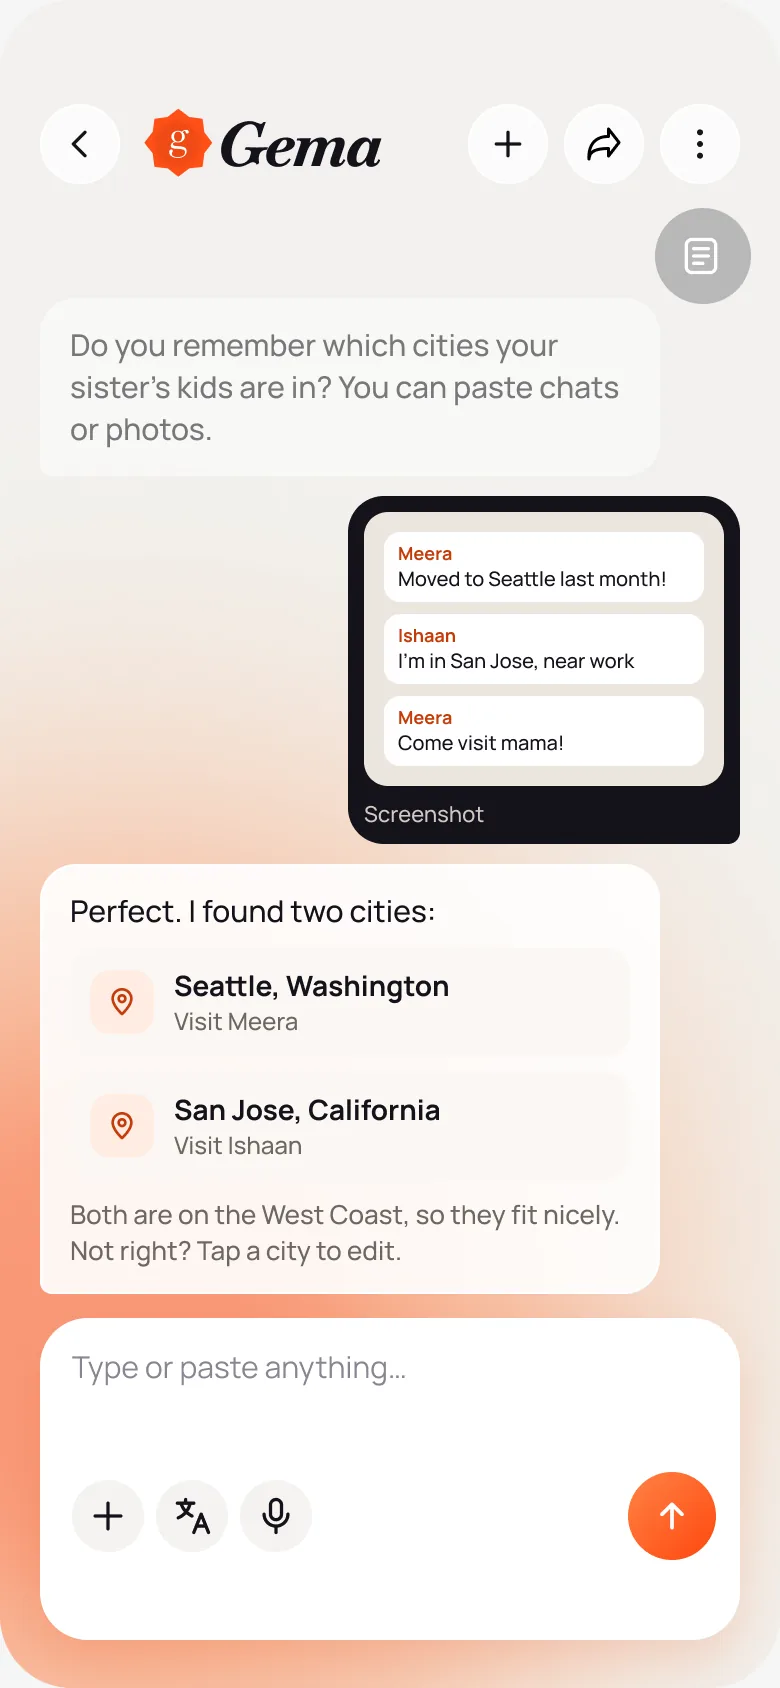 g Gema
Do you remember which cities your
sister's kids are in? You can paste chats
or photos.
Meera
Moved to Seattle last month!
Ishaan
I'm in San Jose, near work
Meera
Come visit mama!
Screenshot
Perfect. I found two cities:
Seattle, Washington
Visit Meera
San Jose, California
Visit Ishaan
Both are on the West Coast, so they fit nicely.
Not right? Tap a city to edit.
Type or paste anything…
文A